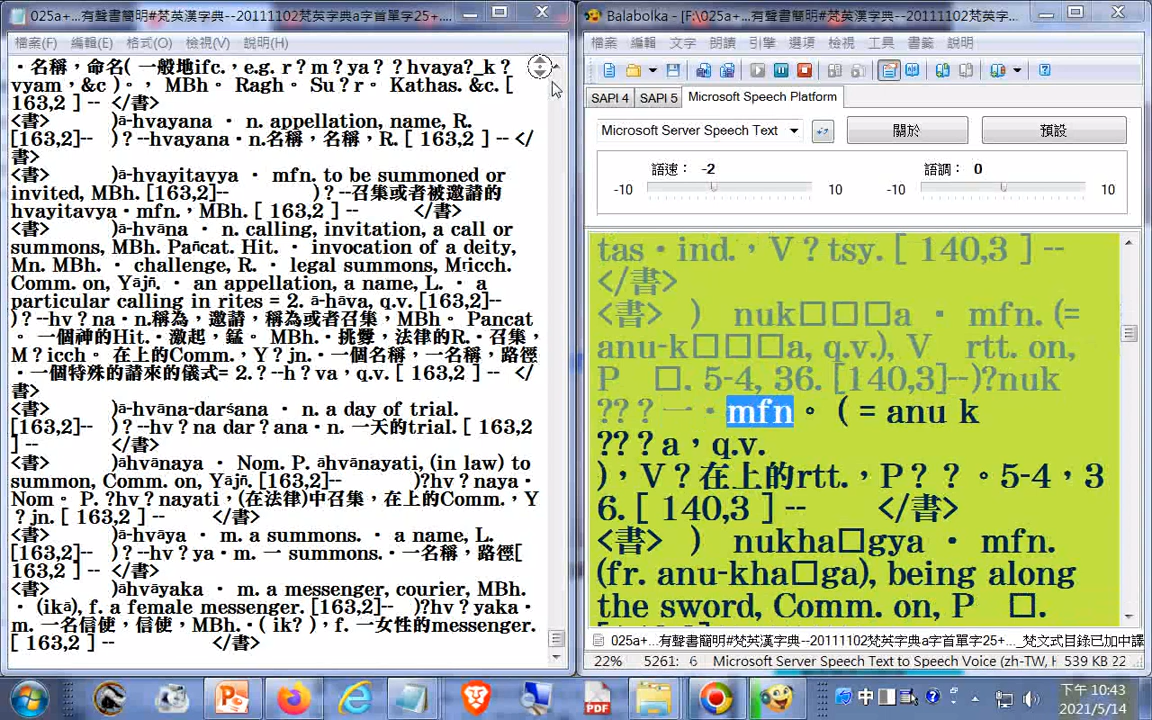 025a+...有聲書簡明#梵英漢字典--20111102梵英字典a字首單字25+...
檔案(F) 編輯(E) 格式(O) 檢視(V) 說明(H)
‧名稱，命名( 一般地ifc.，e.g. r？m？ya？？hvaya?_k？
vyam，&c )。， MBh。Ragh。Su？r。Kathas. &c. [
163,2 ] -- </書>
<書> )ā-hvayana ‧ n. appellation, name, R.
[163,2]-- )？--hvayana‧n.名稱，名稱，R. [ 163,2 ] -- </
書>
<書> )ā-hvayitavya ‧ mfn. to be summoned or
invited, MBh. [163,2]-- )？--召集或者被邀請的
hvayitavya‧mfn.，MBh. [ 163,2 ] -- </書>
<書> )ā-hvāna ‧ n. calling, invitation, a call or
summons, MBh. Pañcat. Hit. ‧ invocation of a deity,
Mn. MBh. ‧ challenge, R. ‧ legal summons, Mṛicch.
Comm. on, Yājñ. ‧ an appellation, a name, L. ‧ a
particular calling in rites = 2. ā-hāva, q.v. [163,2]--
)？--hv？na‧n.稱為，邀請，稱為或者召集，MBh。Pancat
。一個神的Hit.‧激起，錳。 MBh.‧挑釁，法律的R.‧召集，
M？icch。 在上的Comm.，Y？jn.‧一個名稱，一名稱，路徑
‧一個特殊的請來的儀式= 2.？--h？va，q.v. [ 163,2 ] -- </
書>
<書> )ā-hvāna-darśana ‧ n. a day of trial.
[163,2]-- )？--hv？na dar？ana‧n. 一天的trial. [ 163,2
] -- </書>
<書> )āhvānaya ‧ Nom. P. āhvānayati, (in law) to
summon, Comm. on, Yājñ. [163,2]-- )?hv？naya‧
Nom。P. ?hv？nayati，(在法律)中召集，在上的Comm.，Y
？jn. [ 163,2 ] -- </書>
<書> )ā-hvāya ‧ m. a summons. ‧ a name, L.
[163,2]-- )？--hv？ya‧m. 一 summons.‧一名稱，路徑[
163,2 ] -- </書>
<書> )āhvāyaka ‧ m. a messenger, courier, MBh.
‧ (ikā), f. a female messenger. [163,2]-- )?hv？yaka‧
m. 一名信使，信使，MBh.‧( ik？)，f. 一女性的messenger.
[ 163,2 ] -- </書>
Balabolka - [F:\025a+...有聲書簡明#梵英漢字典--20111102梵英字...
檔案 編輯 文字 朗讀 引擎 選項 檢視 工具 書籤 說明
SAPI 4 SAPI 5 Microsoft Speech Platform
Microsoft Server Speech Text 關於 預設
語速: -2 語調: 0
-10 10 -10 10
tas‧ind.，V？tsy. [ 140,3 ] --
</書>
<書> ) nuk□□□a ‧ mfn. (=
anu-k□□□a, q.v.), V rtt. on,
P □. 5-4, 36. [140,3]--)?nuk
??？一‧mfn。( = anu k
??？a，q.v.
)，V？在上的rtt.，P？？。5-4，3
6. [ 140,3 ] -- </書>
<書> ) nukha□gya ‧ mfn.
(fr. anu-kha□ga), being along
the sword, Comm. on, P □.
025a+...有聲書簡明#梵英漢字典--20111102梵英字典a字首單字25+..._梵文式目錄已加中譯
22% 5261: 6 Microsoft Server Speech Text to Speech Voice (zh-TW, H 539 KB 22
中
PDF
下午 10:43
2021/5/14